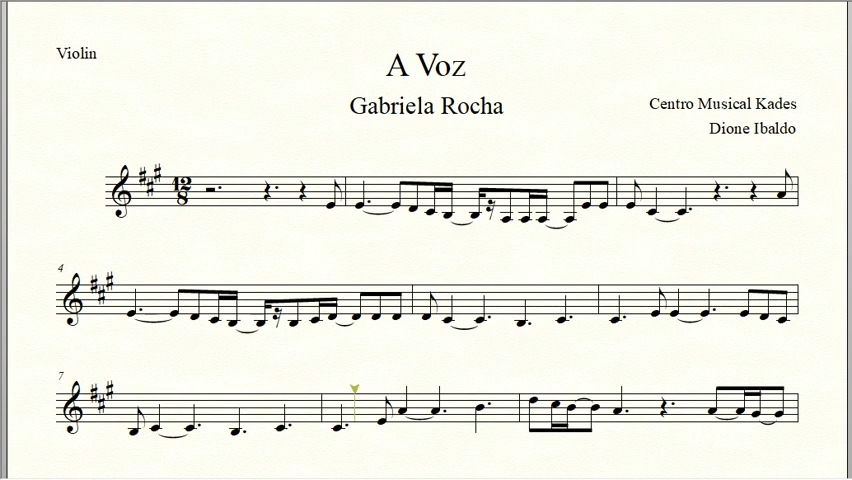 Violin
A Voz
Gabriela Rocha
Centro Musical Kades
Dione Ibaldo
12
8
4
7